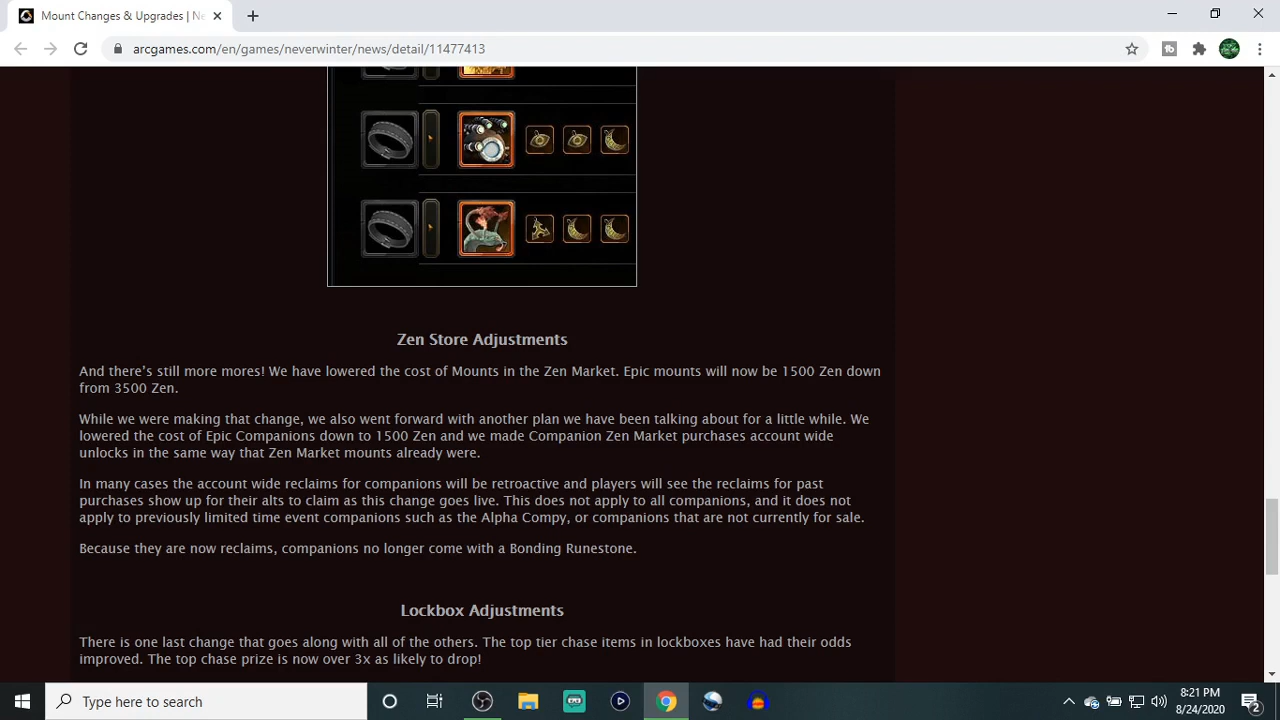 Mount Changes & Upgrades | Ne
arcgames.com/en/games/neverwinter/news/detail/11477413
Zen Store Adjustments
And there's still more mores! We have lowered the cost of Mounts in the Zen Market. Epic mounts will now be 1500 Zen down
from 3500 Zen.
While we were making that change, we also went forward with another plan we have been talking about for a little while. We
lowered the cost of Epic Companions down to 1500 Zen and we made Companion Zen Market purchases account wide
unlocks in the same way that Zen Market mounts already were.
In many cases the account wide reclaims for companions will be retroactive and players will see the reclaims for past
purchases show up for their alts to claim as this change goes live. This does not apply to all companions, and it does not
apply to previously limited time event companions such as the Alpha Compy, or companions that are not currently for sale.
Because they are now reclaims, companions no longer come with a Bonding Runestone.
Lockbox Adjustments
There is one last change that goes along with all of the others. The top tier chase items in lockboxes have had their odds
improved. The top chase prize is now over 3x as likely to drop!
Type here to search
8:21 PM
8/24/2020
2